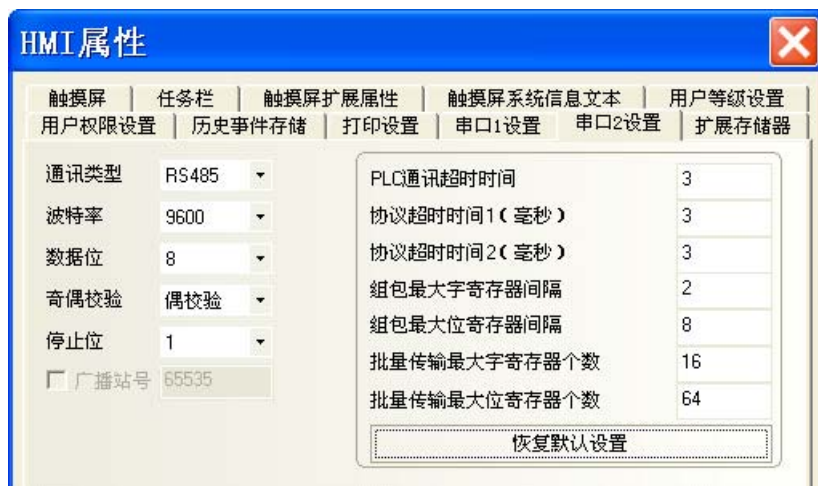 HMI属性
触摸屏 任务栏 触摸屏扩展属性 触摸屏系统信息文本 用户等级设置
用户权限设置 历史事件存储 打印设置 串口1设置 串口2设置 扩展存储器
通讯类型 RS485
波特率 9600
数据位 8
奇偶校验 偶校验
停止位 1
广播站号 65535
PLC通讯超时时间 3
协议超时时间1(毫秒) 3
协议超时时间2(毫秒) 3
组包最大字寄存器间隔 2
组包最大位寄存器间隔 8
批量传输最大字寄存器个数 16
批量传输最大位寄存器个数 64
恢复默认设置